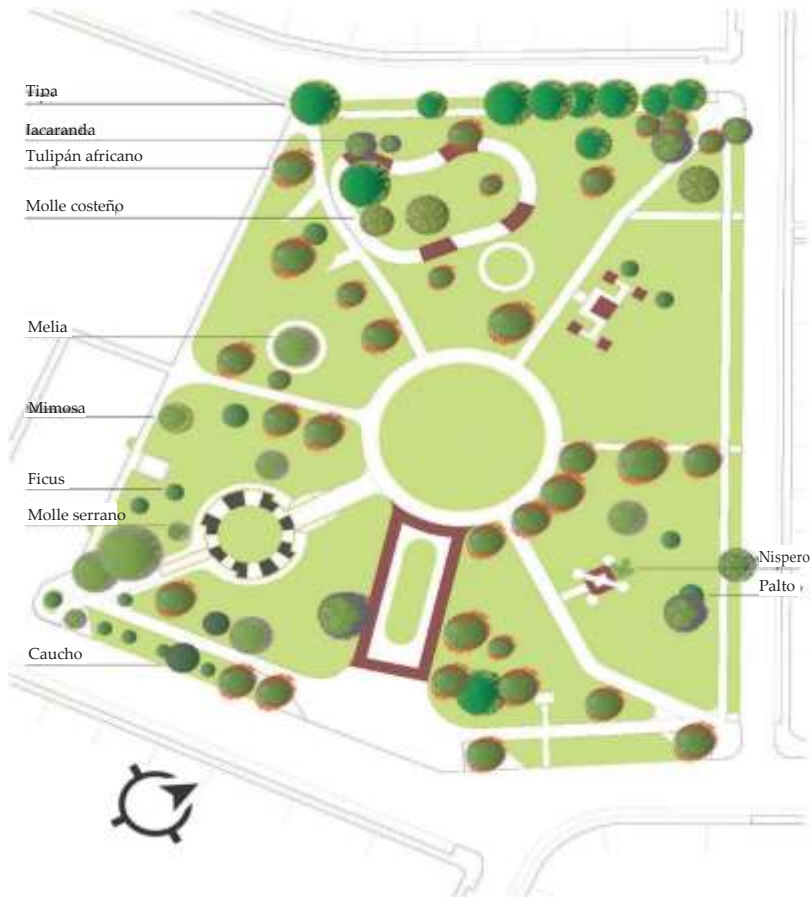 Tipa
Jacaranda
Tulipán africano
Molle costeño
Melia
Mimosa
Ficus
Molle serrano
Nispero
Palto
Caucho